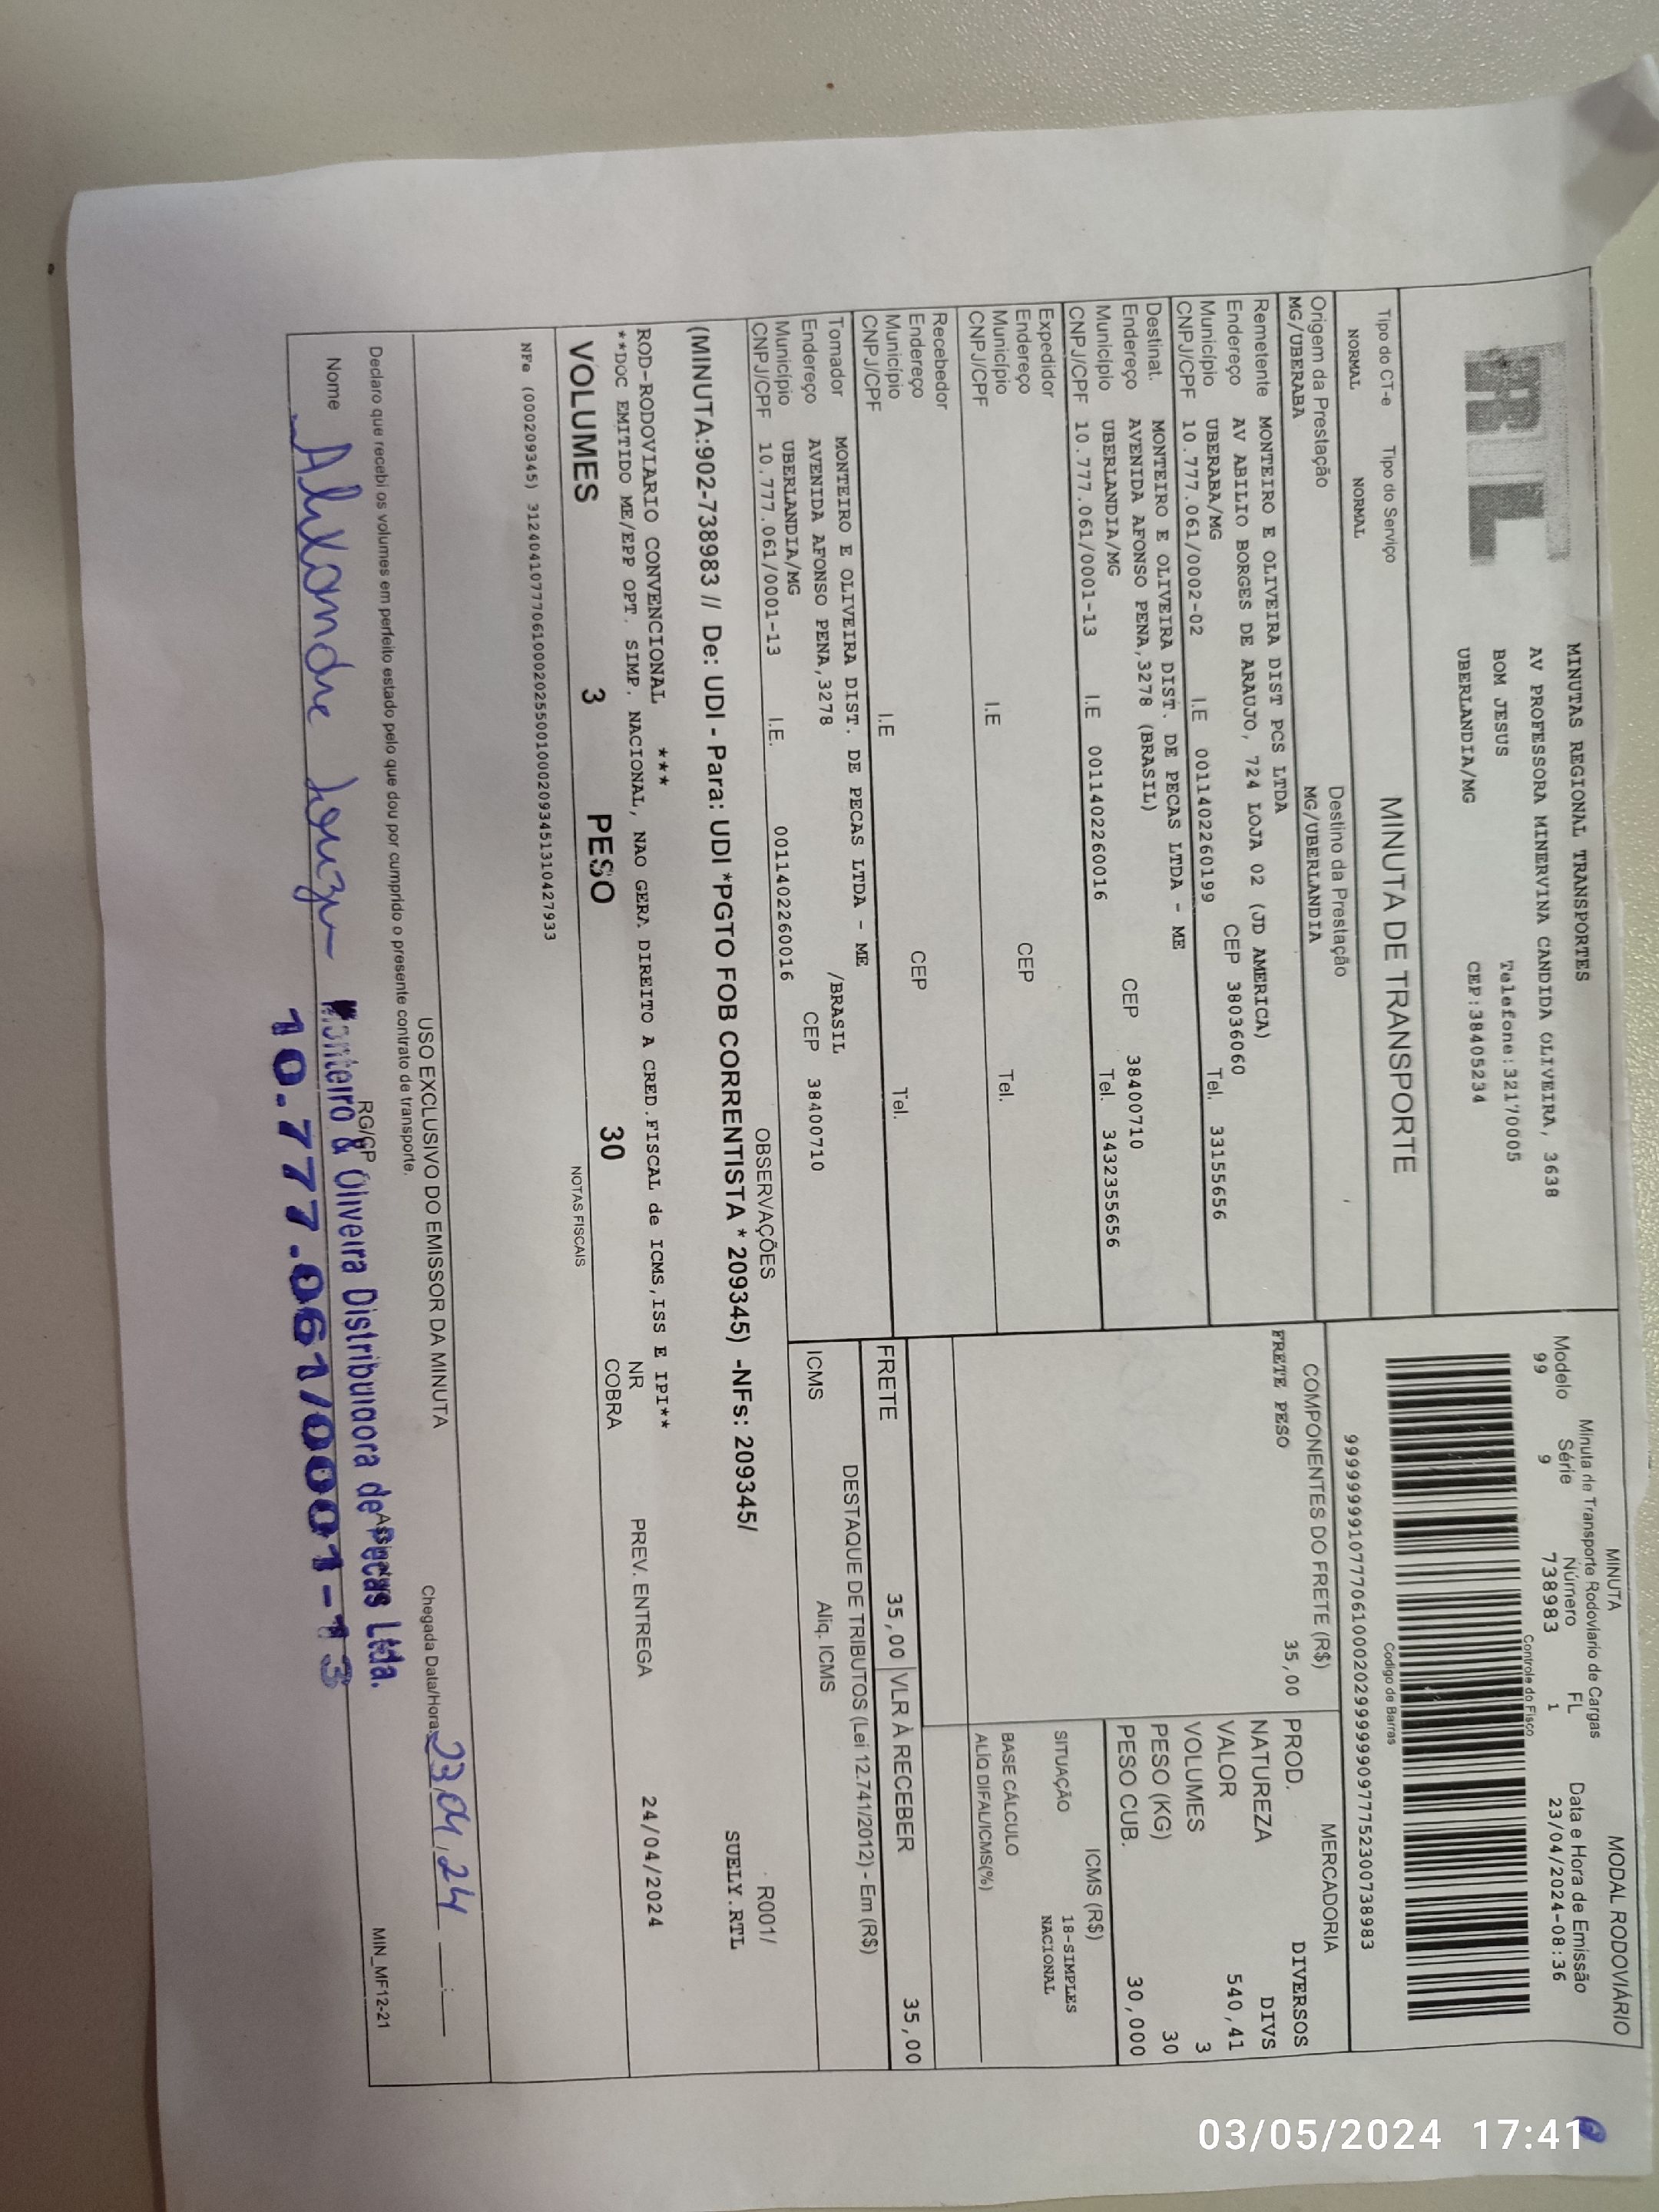 RTL
MINUTAS REGIONAL TRANSPORTES
AV PROFESSORA MINERVINA CANDIDA OLIVEIRA, 3638
BOM JESUS Telefone:32170005
UBERLANDIA/MG CEP:38405234
MINUTA MODAL RODOVIÁRIO
Minuta de Transporte Rodoviario de Cargas
Modelo Série Número FL Data e Hora de Emissão
99 9 738983 1 23/04/2024-08:36
Controle do Fisco
Codigo de Barras
MINUTA DE TRANSPORTE
Tipo do CT-e Tipo do Serviço
NORMAL NORMAL
Origem da Prestação Destino da Prestação
MG/UBERABA MG/UBERLANDIA
Remetente MONTEIRO E OLIVEIRA DIST PCS LTDA
Endereço AV ABILIO BORGES DE ARAUJO, 724 LOJA 02 (JD AMERICA)
Município UBERABA/MG CEP 38036060
CNPJ/CPF 10.777.061/0002-02 I.E 0011402260199 Tel. 33155656
Destinat. MONTEIRO E OLIVEIRA DIST. DE PECAS LTDA - ME
Endereço AVENIDA AFONSO PENA,3278 (BRASIL)
Município UBERLANDIA/MG CEP 38400710
CNPJ/CPF 10.777.061/0001-13 I.E 0011402260016 Tel. 3432355656
Expedidor
Endereço
Município CEP
CNPJ/CPF I.E Tel.
Recebedor
Endereço
Município CEP
CNPJ/CPF I.E Tel.
Tomador MONTEIRO E OLIVEIRA DIST. DE PECAS LTDA - ME
Endereço AVENIDA AFONSO PENA,3278 /BRASIL
Município UBERLANDIA/MG CEP 38400710
CNPJ/CPF 10.777.061/0001-13 I.E. 0011402260016
COMPONENTES DO FRETE (R$)
FRETE PESO 35,00
MERCADORIA
PROD. DIVERSOS
NATUREZA DIVS
VALOR 540,41
VOLUMES 3
PESO (KG) 30
PESO CUB. 30,000
ICMS (R$)
SITUAÇÃO 18-SIMPLES
NACIONAL
BASE CÁLCULO
ALÍQ DIFAL/ICMS(%)
FRETE 35,00 VLR À RECEBER 35,00
DESTAQUE DE TRIBUTOS (Lei 12.741/2012) - Em (R$)
ICMS Aliq. ICMS
OBSERVAÇÕES
R001/
(MINUTA:902-738983 // De: UDI - Para: UDI *PGTO FOB CORRENTISTA * 209345) -NFs: 209345/
SUELY.RTL
ROD-RODOVIARIO CONVENCIONAL ***
**DOC EMITIDO ME/EPP OPT. SIMP. NACIONAL, NAO GERA DIREITO A CRED.FISCAL de ICMS,ISS E IPI**
VOLUMES 3 PESO 30 NR COBRA PREV. ENTREGA 24/04/2024
NOTAS FISCAIS
USO EXCLUSIVO DO EMISSOR DA MINUTA
Declaro que recebi os volumes em perfeito estado pelo que dou por cumprido o presente contrato de transporte.
Chegada Data/Hora: 23/04/24
Nome Alexandre RG/CP
Monteiro & Oliveira Distribuidora de Peças Ltda.
10.777.061/0001-13
MIN_MF12-21
03/05/2024 17:41